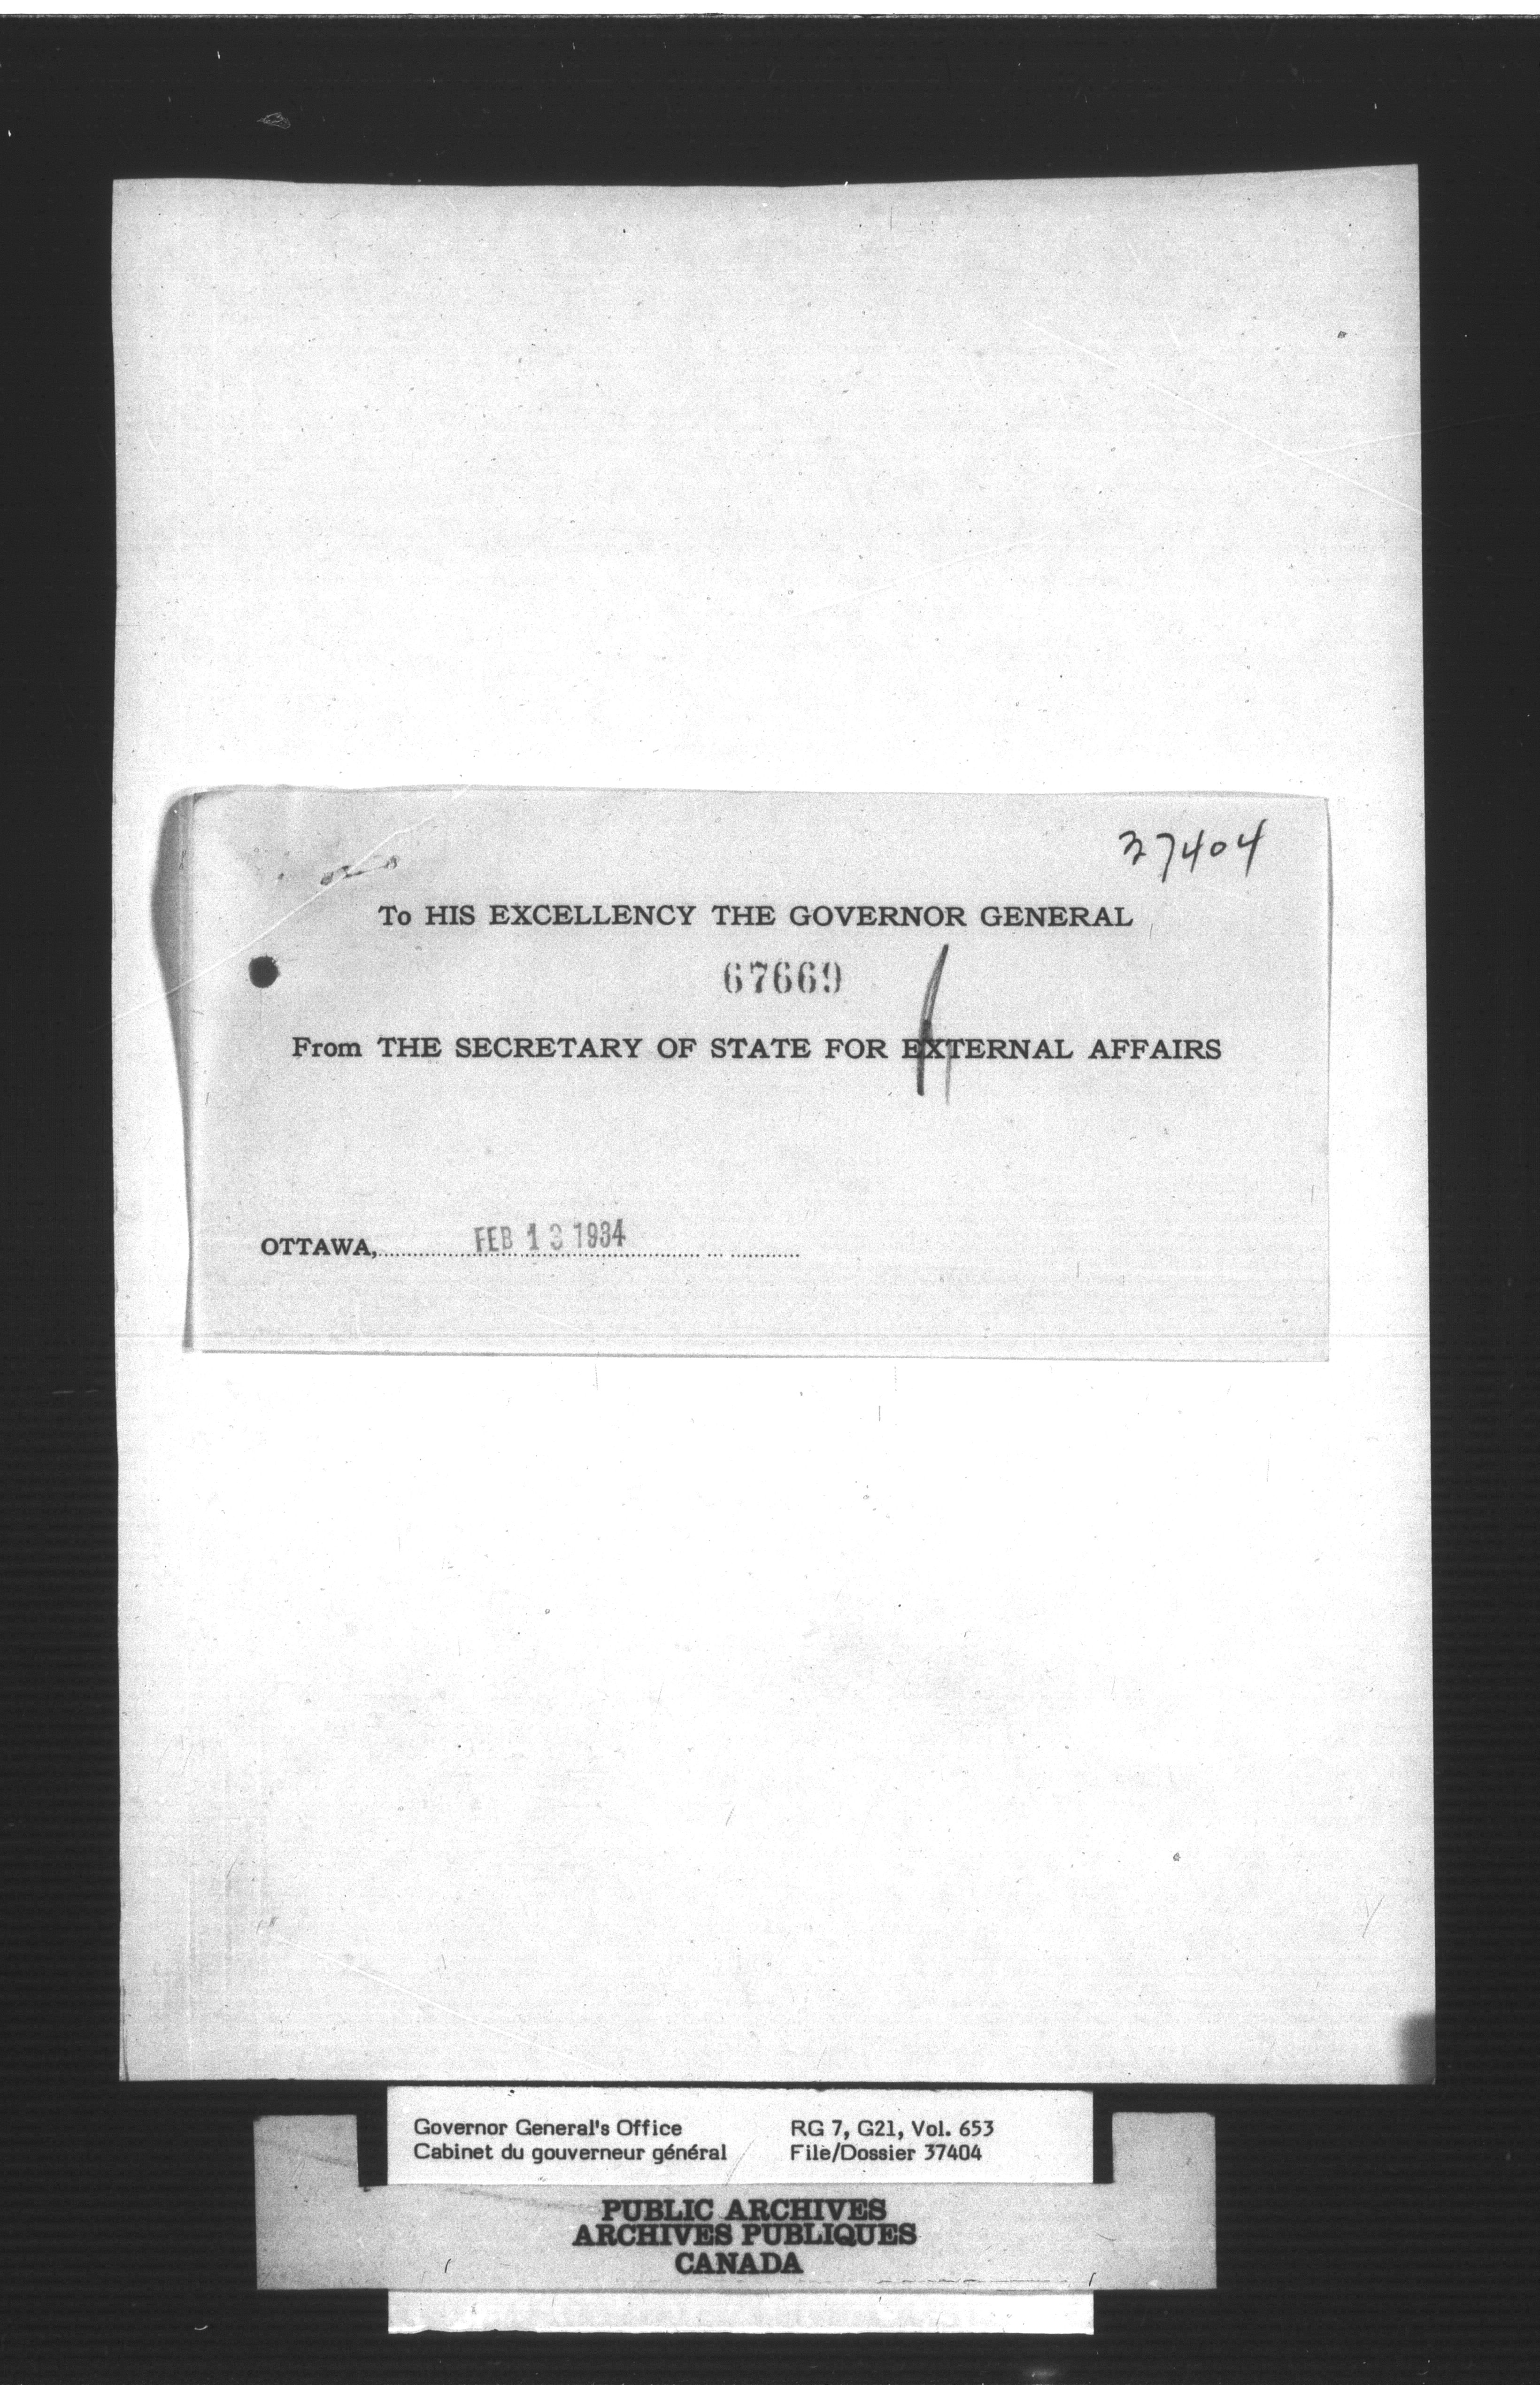 37404
To HIS EXCELLENCY THE GOVERNOR GENERAL
67669
From THE SECRETARY OF STATE FOR EXTERNAL AFFAIRS
OTTAWA, FEB 13 1934
Governor General's Office RG 7, G21, Vol. 653
Cabinet du gouverneur général File/Dossier 37404
PUBLIC ARCHIVES
ARCHIVES PUBLIQUES
CANADA